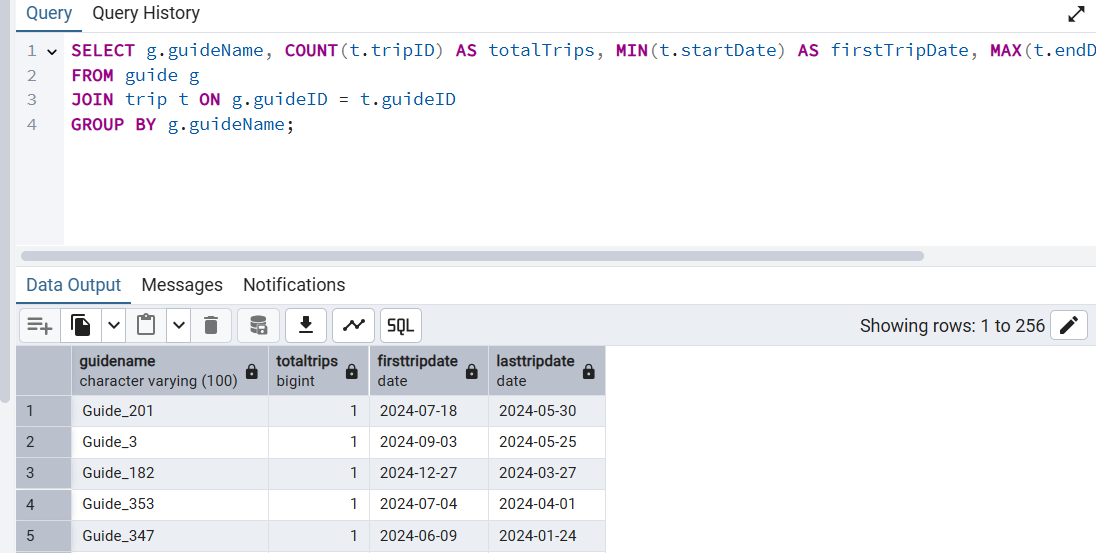 Query Query History
1 SELECT g.guideName, COUNT(t.tripID) AS totalTrips, MIN(t.startDate) AS firstTripDate, MAX(t.endD
2 FROM guide g
3 JOIN trip t ON g.guideID = t.guideID
4 GROUP BY g.guideName;
Data Output Messages Notifications
SQL Showing rows: 1 to 256
guidename totaltrips firsttripdate lasttripdate
character varying (100) bigint date date
1 Guide_201 1 2024-07-18 2024-05-30
2 Guide_3 1 2024-09-03 2024-05-25
3 Guide_182 1 2024-12-27 2024-03-27
4 Guide_353 1 2024-07-04 2024-04-01
5 Guide_347 1 2024-06-09 2024-01-24